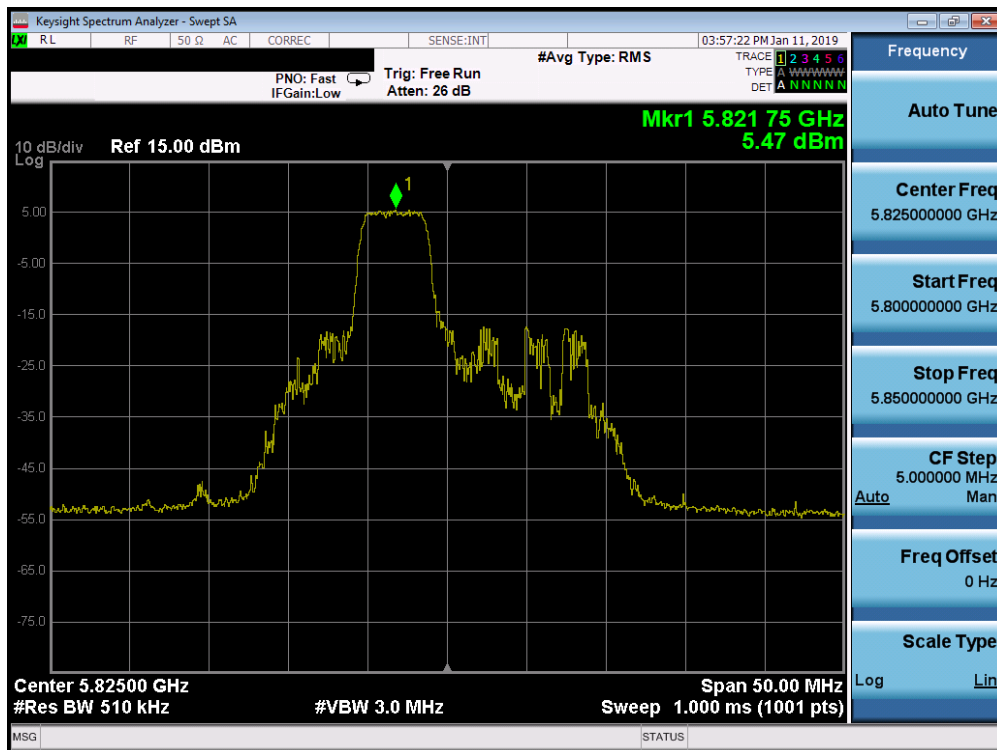 Keysight Spectrum Analyzer - Swept SA
LXI RL RF 50 Ω AC CORREC SENSE:INT 03:57:22 PM Jan 11, 2019
#Avg Type: RMS TRACE 1 2 3 4 5 6
PNO: Fast Trig: Free Run TYPE A WWWWW
IFGain:Low Atten: 26 dB DET A N N N N N
Mkr1 5.821 75 GHz
5.47 dBm
10 dB/div Ref 15.00 dBm
Log
1
5.00
-5.00
-15.0
-25.0
-35.0
-45.0
-55.0
-65.0
-75.0
Center 5.82500 GHz Span 50.00 MHz
#Res BW 510 kHz #VBW 3.0 MHz Sweep 1.000 ms (1001 pts)
MSG STATUS
Frequency
Auto Tune
Center Freq
5.825000000 GHz
Start Freq
5.800000000 GHz
Stop Freq
5.850000000 GHz
CF Step
5.000000 MHz
Auto Man
Freq Offset
0 Hz
Scale Type
Log Lin